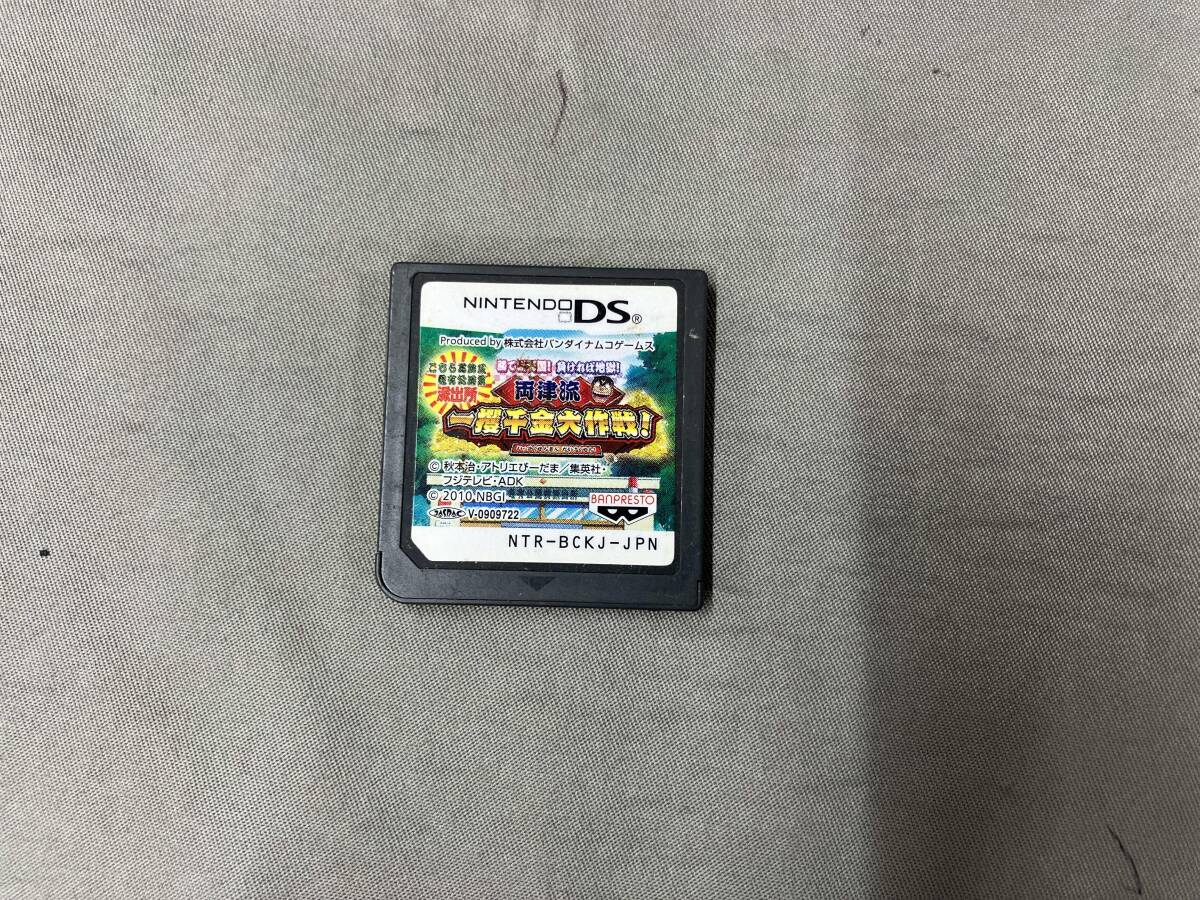 NINTENDO DS®
Produced by 株式会社バンダイナムコゲームス
こちら葛飾区
亀有公園前
派出所
勝てば天国! 負ければ地獄!
両津流
一攫千金大作戦!
© 秋本治・アトリエびーだま／集英社・
フジテレビ・ADK
© 2010 NBGI
BANPRESTO
V-0909722
NTR-BCKJ-JPN